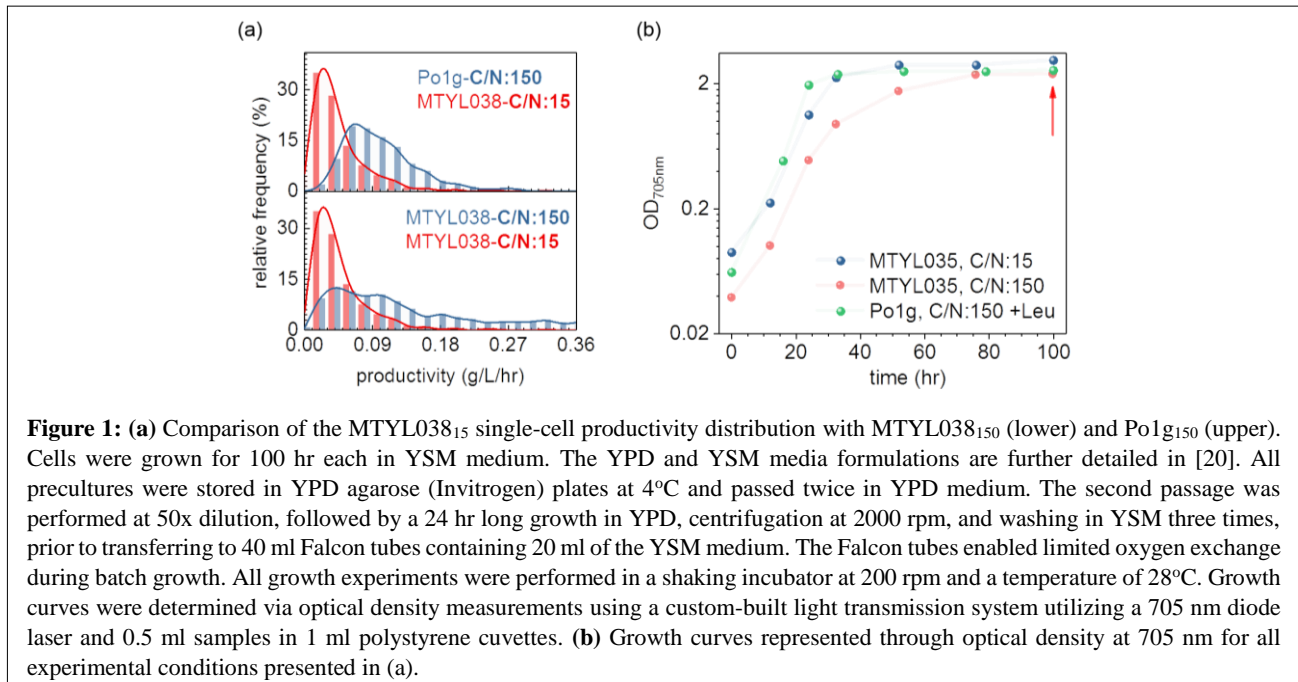 (a)
(b)
Po1g-C/N:150
MTYL038-C/N:15
30
15
0
MTYL038-C/N:150
MTYL038-C/N:15
30
15
0
relative frequency (%)
0.00 0.09 0.18 0.27 0.36
productivity (g/L/hr)
2
0.2
0.02
OD705nm
MTYL035, C/N:15
MTYL035, C/N:150
Po1g, C/N:150 +Leu
0 20 40 60 80 100
time (hr)
Figure 1: (a) Comparison of the MTYL03815 single-cell productivity distribution with MTYL038150 (lower) and Po1g150 (upper).
Cells were grown for 100 hr each in YSM medium. The YPD and YSM media formulations are further detailed in [20]. All
precultures were stored in YPD agarose (Invitrogen) plates at 4oC and passed twice in YPD medium. The second passage was
performed at 50x dilution, followed by a 24 hr long growth in YPD, centrifugation at 2000 rpm, and washing in YSM three times,
prior to transferring to 40 ml Falcon tubes containing 20 ml of the YSM medium. The Falcon tubes enabled limited oxygen exchange
during batch growth. All growth experiments were performed in a shaking incubator at 200 rpm and a temperature of 28oC. Growth
curves were determined via optical density measurements using a custom-built light transmission system utilizing a 705 nm diode
laser and 0.5 ml samples in 1 ml polystyrene cuvettes. (b) Growth curves represented through optical density at 705 nm for all
experimental conditions presented in (a).